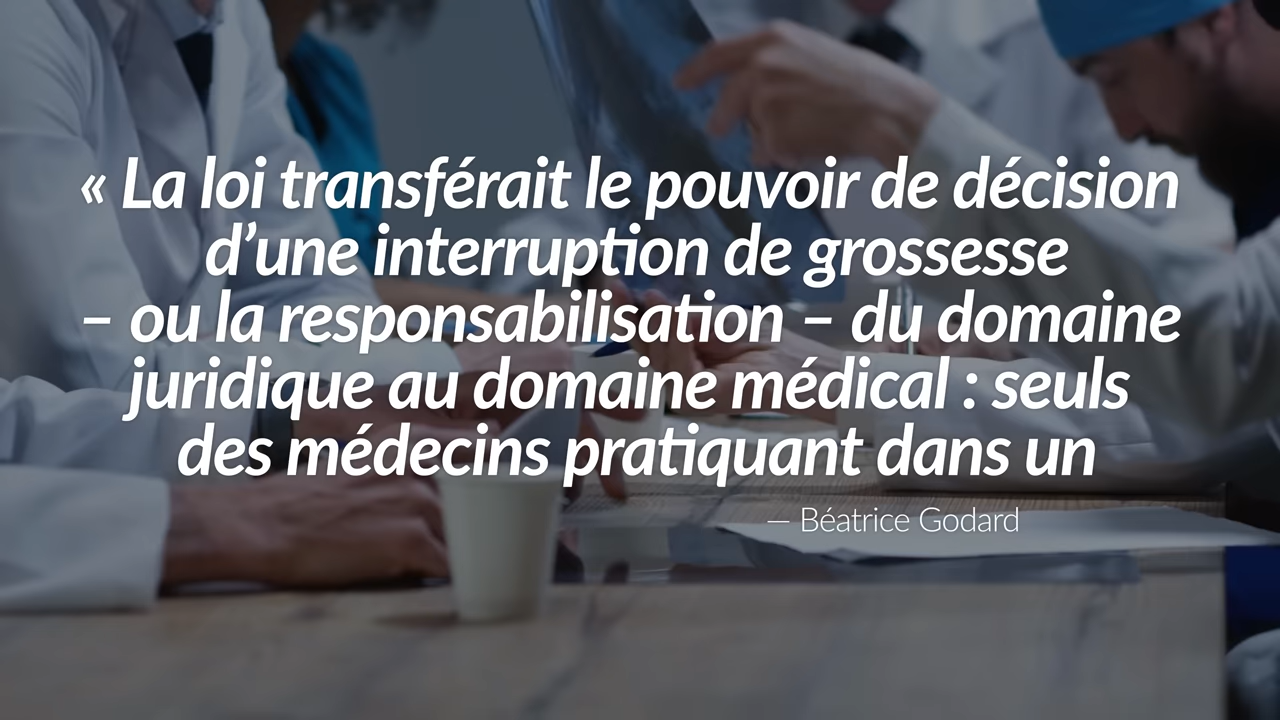 « La loi transférait le pouvoir de décision
d’une interruption de grossesse
– ou la responsabilisation – du domaine
juridique au domaine médical : seuls
des médecins pratiquant dans un
– Béatrice Godard